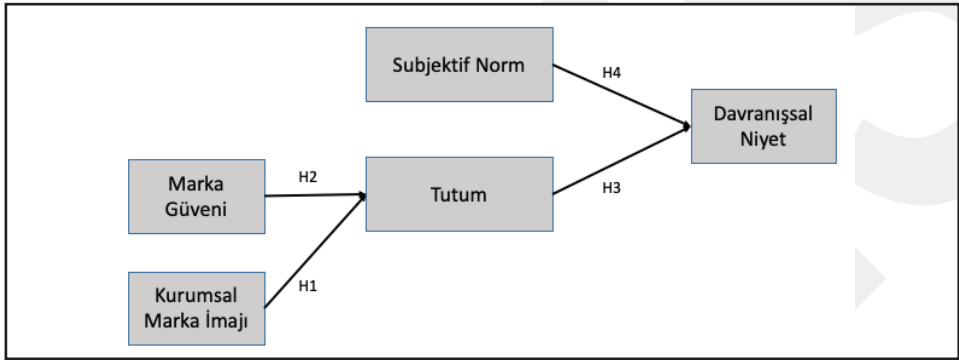 Subjektif Norm
H4
Davranışsal
Niyet
Marka
Güveni
H2
Tutum
H3
Kurumsal
Marka İmajı
H1